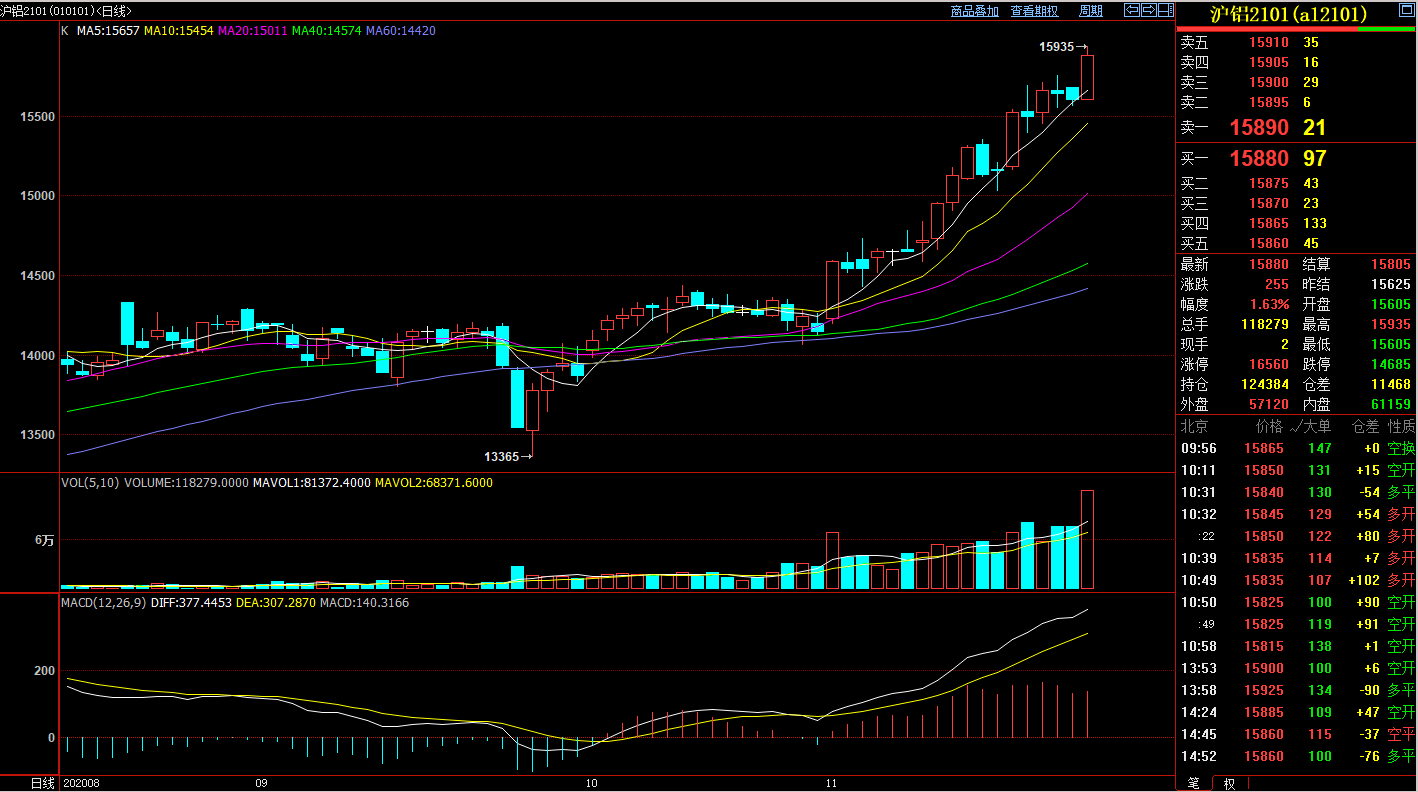 沪铝2101(010101)<日线> 商品叠加 查看期权 周期
沪铝2101(al2101)
K MA5:15657 MA10:15454 MA20:15011 MA40:14574 MA60:14420
15935→
15500
15000
14500
14000
13500
13365→
VOL(5,10) VOLUME:118279.0000 MAVOL1:81372.4000 MAVOL2:68371.6000
6万
MACD(12,26,9) DIFF:377.4453 DEA:307.2870 MACD:140.3166
200
0
日线 202008 09 10 11
卖五 15910 35
卖四 15905 16
卖三 15900 29
卖二 15895 6
卖一 15890 21
买一 15880 97
买二 15875 43
买三 15870 23
买四 15865 133
买五 15860 45
最新 15880 结算 15805
涨跌 255 昨结 15625
幅度 1.63% 开盘 15605
总手 118279 最高 15935
现手 2 最低 15605
涨停 16560 跌停 14685
持仓 124384 仓差 11468
外盘 57120 内盘 61159
北京 价格 ✓大单 仓差 性质
09:56 15865 147 +0 空换
10:11 15850 131 +15 空开
10:31 15840 130 -54 多平
10:32 15845 129 +54 多开
:22 15850 122 +80 多开
10:39 15835 114 +7 多开
10:49 15835 107 +102 多开
10:50 15825 100 +90 空开
:49 15825 119 +91 空开
10:58 15815 138 +1 空开
13:53 15900 100 +6 空开
13:58 15925 134 -90 多平
14:24 15885 109 +47 空开
14:45 15860 115 -37 空平
14:52 15860 100 -76 多平
笔 权